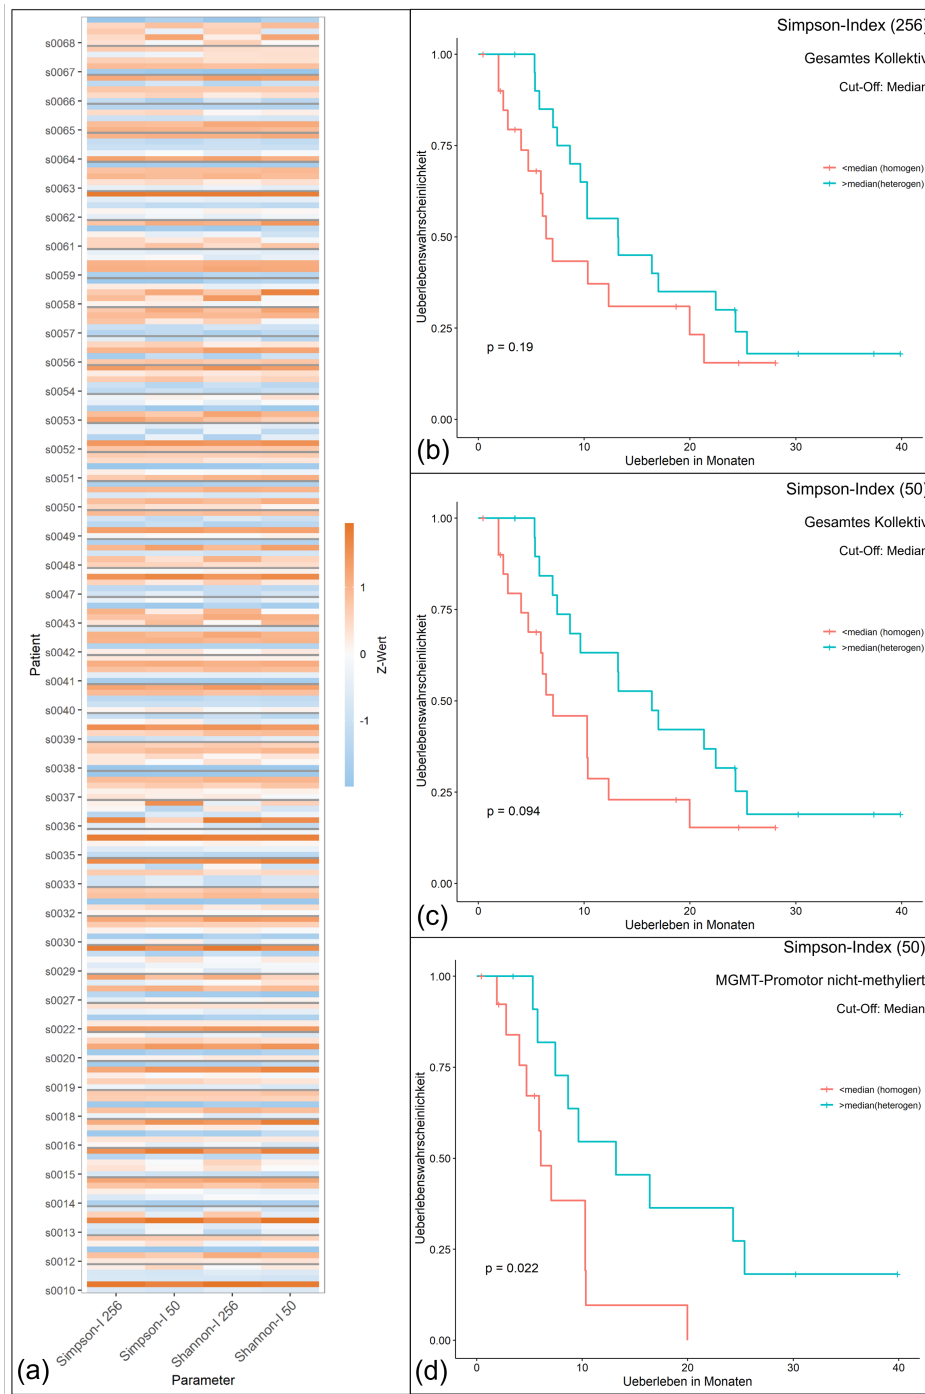 s0068
s0067
s0066
s0065
s0064
s0063
s0062
s0061
s0059
s0058
s0057
s0056
s0054
s0053
s0052
s0051
s0050
s0049
s0048
s0047
s0043
s0042
s0041
s0040
s0039
s0038
s0037
s0036
s0035
s0033
s0032
s0030
s0029
s0027
s0022
s0020
s0019
s0018
s0016
s0015
s0014
s0013
s0012
s0010
Patient
Simpson-I 256
Simpson-I 50
Shannon-I 256
Shannon-I 50
Parameter
1
0
-1
Z-Wert
(a)
Simpson-Index (256)
Gesamtes Kollektiv
Cut-Off: Median
<median (homogen)
>median(heterogen)
Ueberlebenswahrscheinlichkeit
1.00
0.75
0.50
0.25
0.00
p = 0.19
0 10 20 30 40
Ueberleben in Monaten
(b)
Simpson-Index (50)
Gesamtes Kollektiv
Cut-Off: Median
<median (homogen)
>median(heterogen)
Ueberlebenswahrscheinlichkeit
1.00
0.75
0.50
0.25
0.00
p = 0.094
0 10 20 30 40
Ueberleben in Monaten
(c)
Simpson-Index (50)
MGMT-Promotor nicht-methyliert
Cut-Off: Median
<median (homogen)
>median(heterogen)
Ueberlebenswahrscheinlichkeit
1.00
0.75
0.50
0.25
0.00
p = 0.022
0 10 20 30 40
Ueberleben in Monaten
(d)